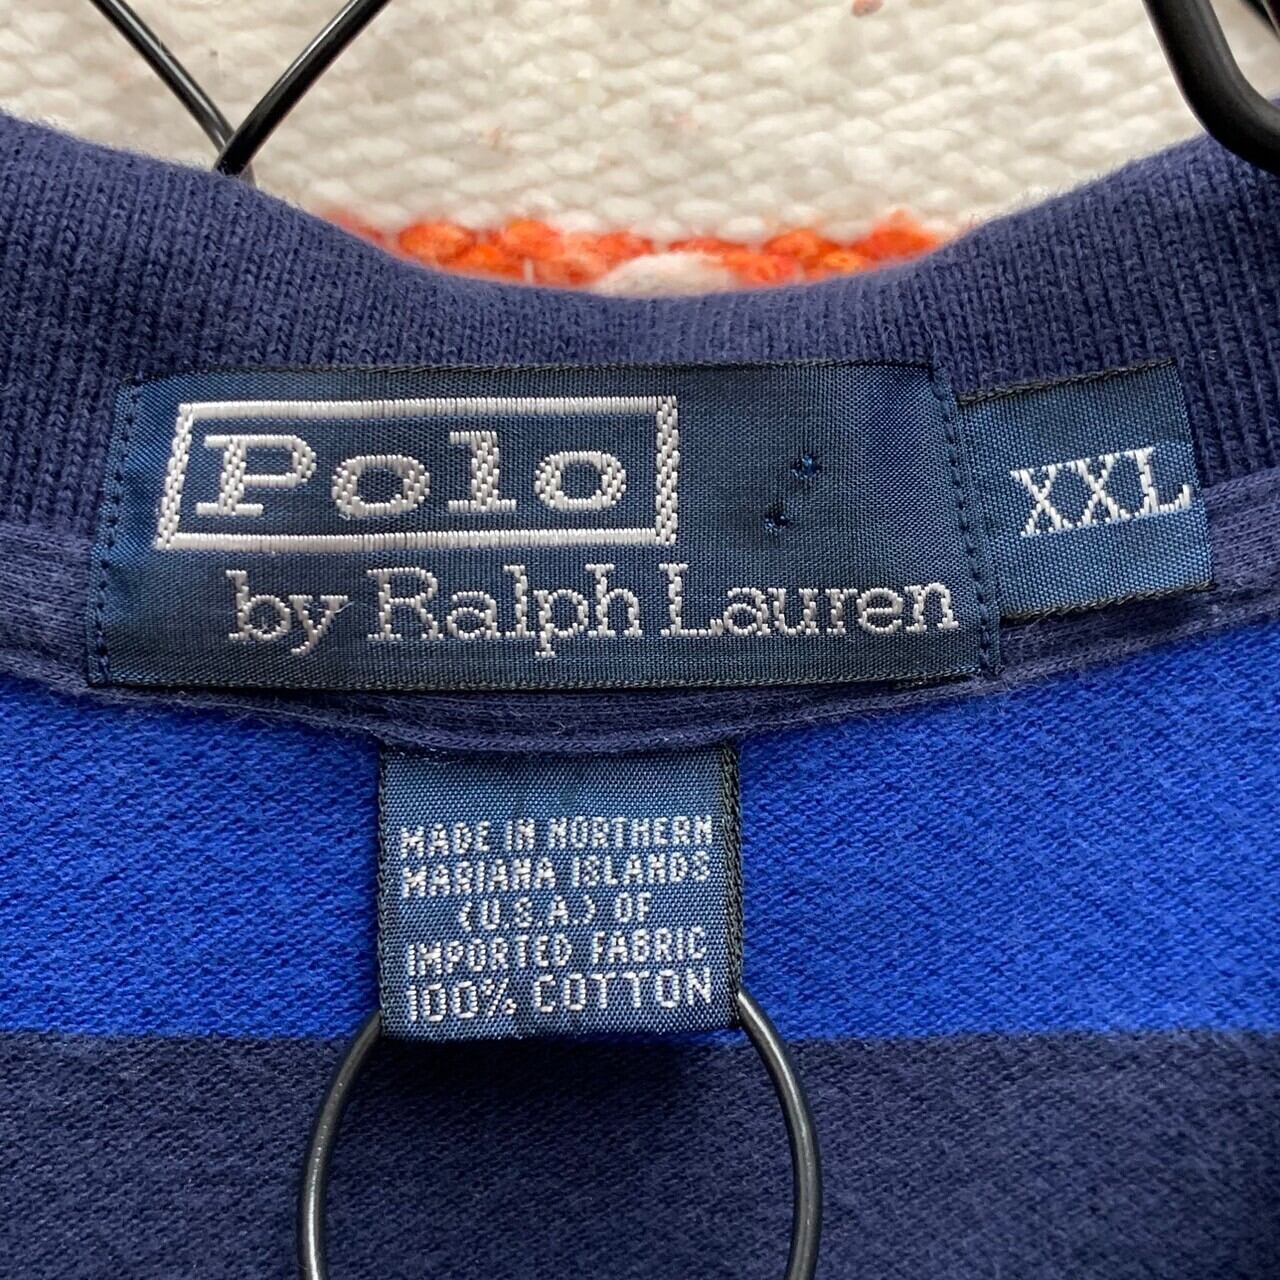 Polo
by Ralph Lauren
XXL
MADE IN NORTHERN
MARIANA ISLANDS
(U.S.A.) OF
IMPORTED FABRIC
100% COTTON